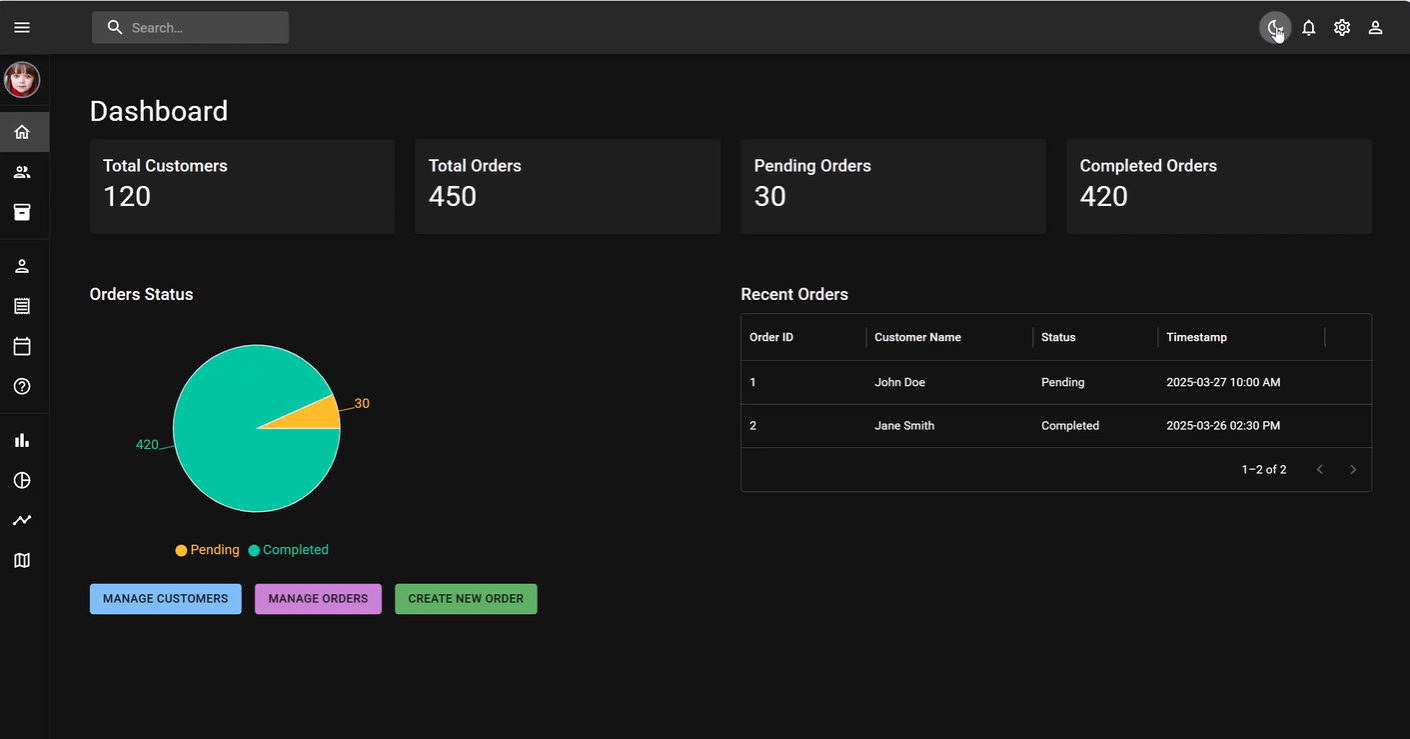 Search...
Dashboard
Total Customers
120
Total Orders
450
Pending Orders
30
Completed Orders
420
Orders Status
30
420
Pending Completed
MANAGE CUSTOMERS MANAGE ORDERS CREATE NEW ORDER
Recent Orders
Order ID Customer Name Status Timestamp
1 John Doe Pending 2025-03-27 10:00 AM
2 Jane Smith Completed 2025-03-26 02:30 PM
1–2 of 2